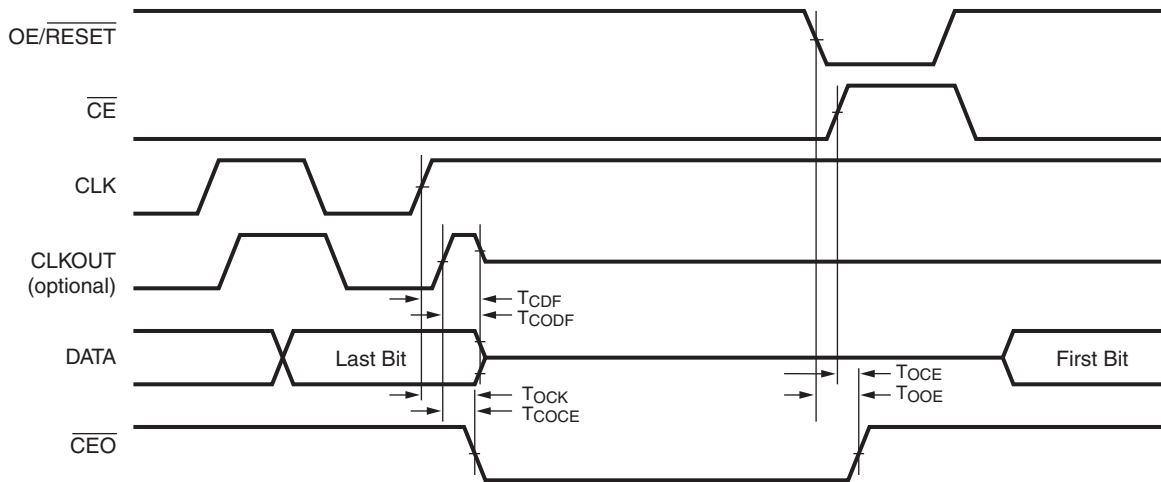 OE/RESET
CE
CLK
CLKOUT
(optional)
TCDF
TCODF
DATA
Last Bit
First Bit
TOCE
TOOE
TOCK
TCOCE
CEO